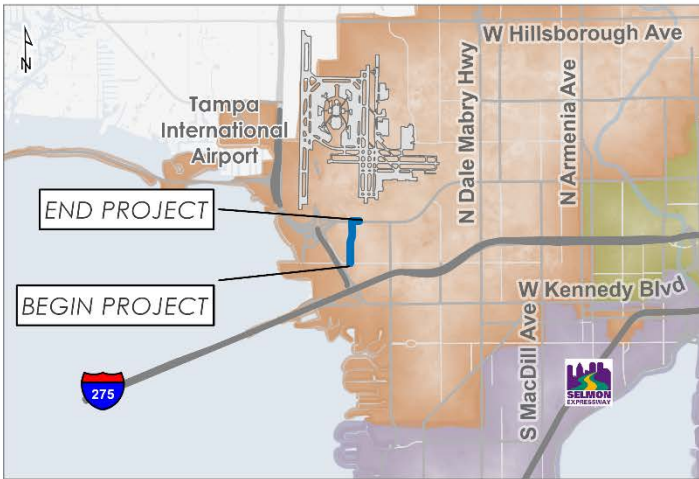 W Hillsborough Ave
N
Tampa
International
Airport
N Dale Mabry Hwy
N Armenia Ave
END PROJECT
BEGIN PROJECT
W Kennedy Blvd
S MacDill Ave
275
SELMON
EXPRESSWAY